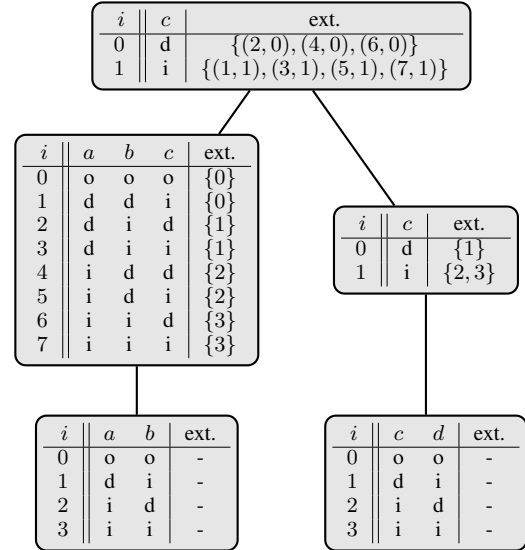 i c ext.
0 d {(2, 0), (4, 0), (6, 0)}
1 i {(1, 1), (3, 1), (5, 1), (7, 1)}
i a b c ext.
0 o o o {0}
1 d d i {0}
2 d i d {1}
3 d i i {1}
4 i d d {2}
5 i d i {2}
6 i i d {3}
7 i i i {3}
i c ext.
0 d {1}
1 i {2, 3}
i a b ext.
0 o o -
1 d i -
2 i d -
3 i i -
i c d ext.
0 o o -
1 d i -
2 i d -
3 i i -